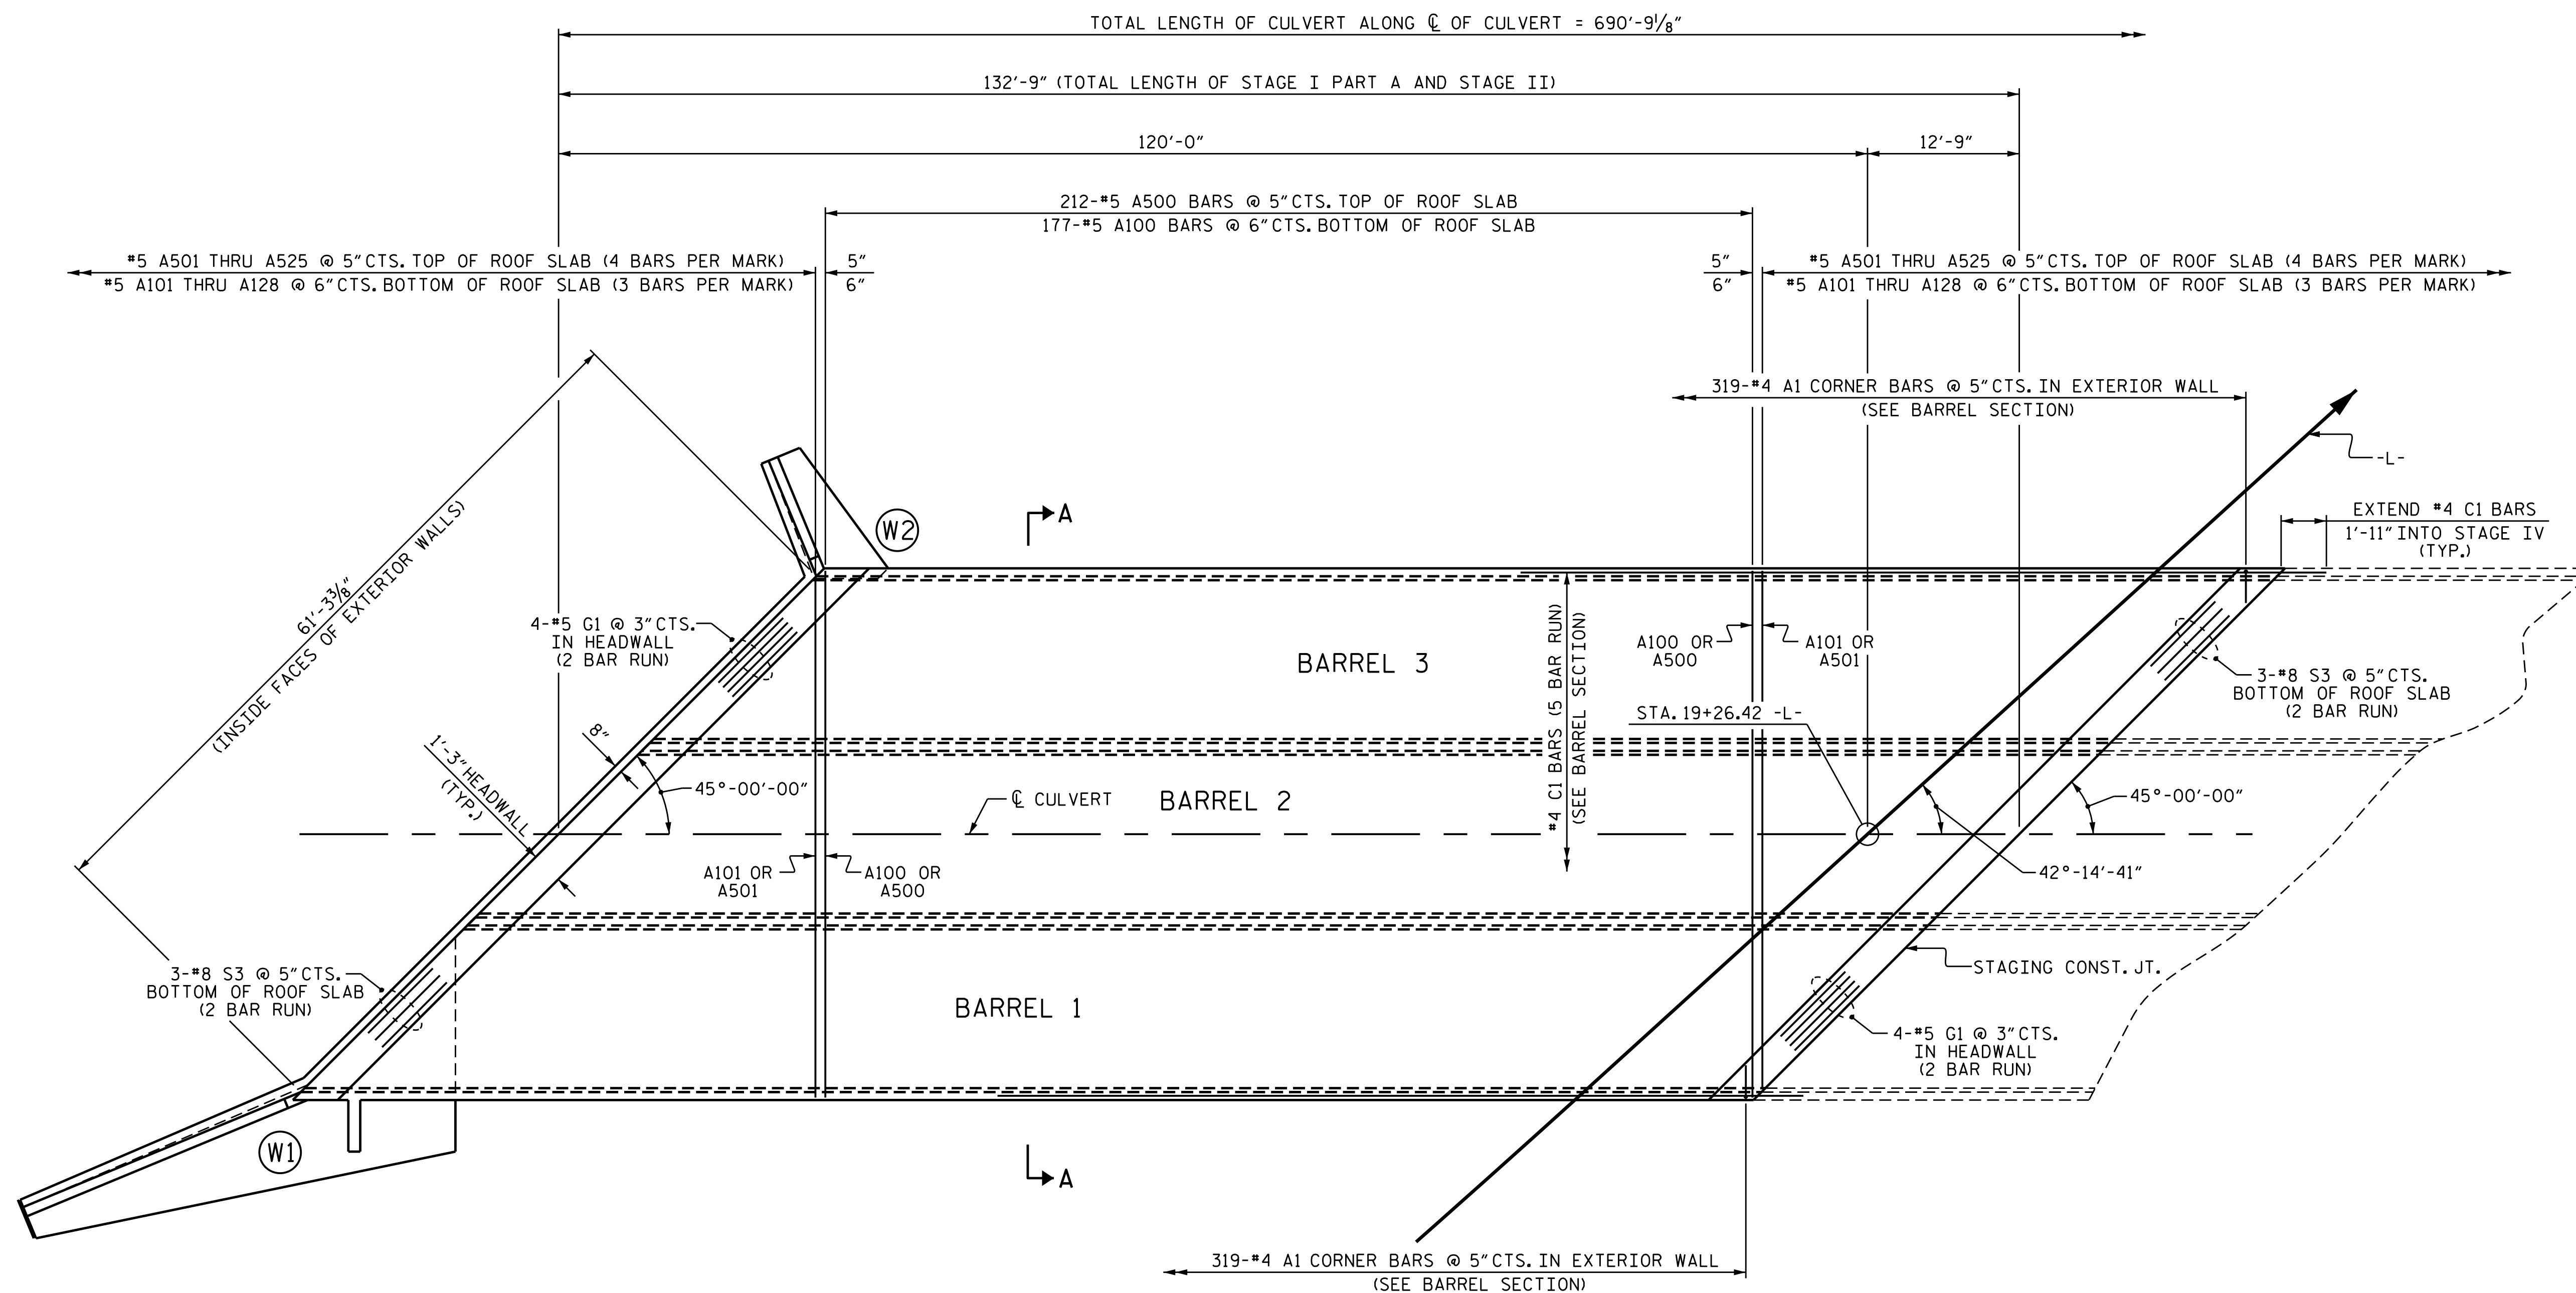 TOTAL LENGTH OF CULVERT ALONG ℄ OF CULVERT = 690'-9⅛"
132'-9" (TOTAL LENGTH OF STAGE I PART A AND STAGE II)
120'-0"
12'-9"
212-#5 A500 BARS @ 5"CTS. TOP OF ROOF SLAB
177-#5 A100 BARS @ 6"CTS. BOTTOM OF ROOF SLAB
#5 A501 THRU A525 @ 5"CTS. TOP OF ROOF SLAB (4 BARS PER MARK)
#5 A101 THRU A128 @ 6"CTS. BOTTOM OF ROOF SLAB (3 BARS PER MARK)
5"
6"
5"
6"
#5 A501 THRU A525 @ 5"CTS. TOP OF ROOF SLAB (4 BARS PER MARK)
#5 A101 THRU A128 @ 6"CTS. BOTTOM OF ROOF SLAB (3 BARS PER MARK)
319-#4 A1 CORNER BARS @ 5"CTS. IN EXTERIOR WALL
(SEE BARREL SECTION)
-L-
EXTEND #4 C1 BARS
1'-11" INTO STAGE IV
(TYP.)
W2
A
61'-3⅜"
(INSIDE FACES OF EXTERIOR WALLS)
4-#5 G1 @ 3"CTS.
IN HEADWALL
(2 BAR RUN)
BARREL 3
#4 C1 BARS (5 BAR RUN)
(SEE BARREL SECTION)
A100 OR
A500
A101 OR
A501
3-#8 S3 @ 5"CTS.
BOTTOM OF ROOF SLAB
(2 BAR RUN)
STA. 19+26.42 -L-
8"
1'-3" HEADWALL
(TYP.)
45°-00'-00"
℄ CULVERT
BARREL 2
45°-00'-00"
A101 OR
A501
A100 OR
A500
42°-14'-41"
3-#8 S3 @ 5"CTS.
BOTTOM OF ROOF SLAB
(2 BAR RUN)
STAGING CONST. JT.
BARREL 1
4-#5 G1 @ 3"CTS.
IN HEADWALL
(2 BAR RUN)
W1
A
319-#4 A1 CORNER BARS @ 5"CTS. IN EXTERIOR WALL
(SEE BARREL SECTION)